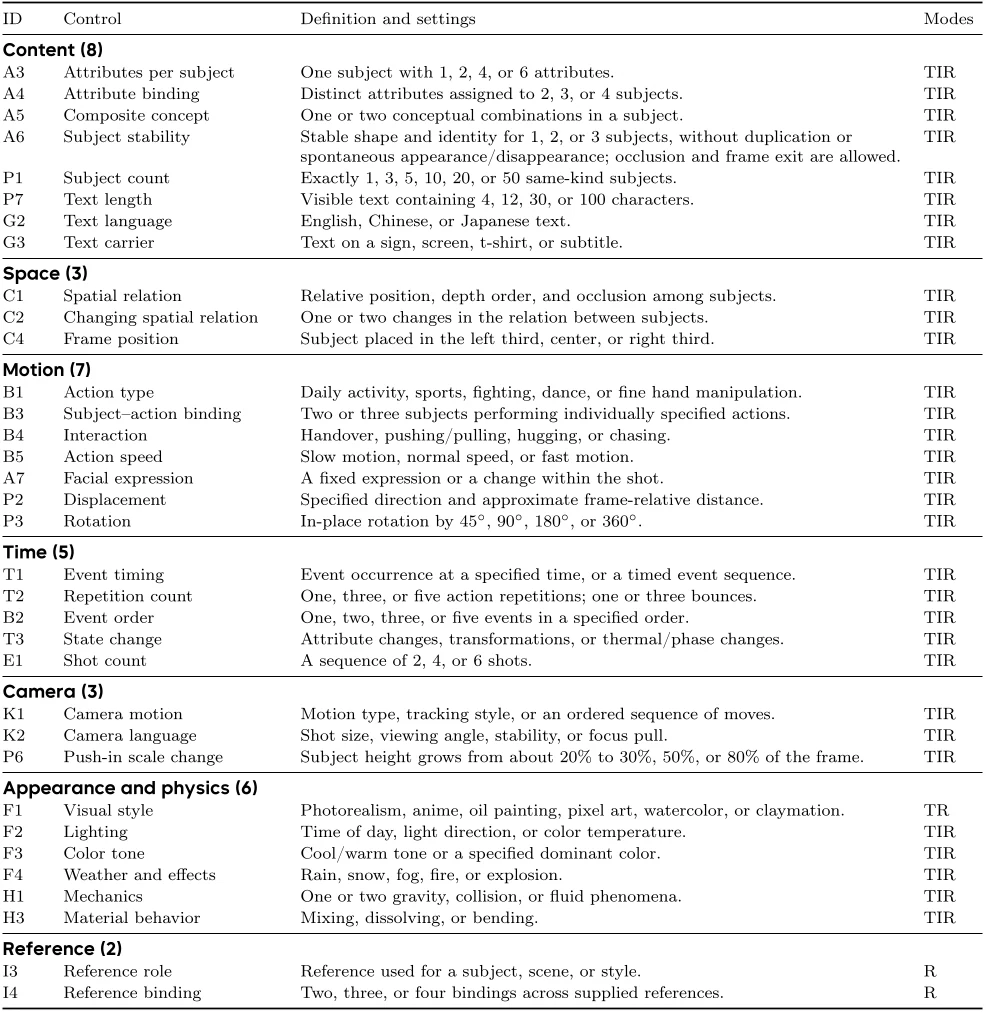 ID Control Definition and settings Modes
Content (8)
A3 Attributes per subject One subject with 1, 2, 4, or 6 attributes. TIR
A4 Attribute binding Distinct attributes assigned to 2, 3, or 4 subjects. TIR
A5 Composite concept One or two conceptual combinations in a subject. TIR
A6 Subject stability Stable shape and identity for 1, 2, or 3 subjects, without duplication or TIR
spontaneous appearance/disappearance; occlusion and frame exit are allowed.
P1 Subject count Exactly 1, 3, 5, 10, 20, or 50 same-kind subjects. TIR
P7 Text length Visible text containing 4, 12, 30, or 100 characters. TIR
G2 Text language English, Chinese, or Japanese text. TIR
G3 Text carrier Text on a sign, screen, t-shirt, or subtitle. TIR
Space (3)
C1 Spatial relation Relative position, depth order, and occlusion among subjects. TIR
C2 Changing spatial relation One or two changes in the relation between subjects. TIR
C4 Frame position Subject placed in the left third, center, or right third. TIR
Motion (7)
B1 Action type Daily activity, sports, fighting, dance, or fine hand manipulation. TIR
B3 Subject–action binding Two or three subjects performing individually specified actions. TIR
B4 Interaction Handover, pushing/pulling, hugging, or chasing. TIR
B5 Action speed Slow motion, normal speed, or fast motion. TIR
A7 Facial expression A fixed expression or a change within the shot. TIR
P2 Displacement Specified direction and approximate frame-relative distance. TIR
P3 Rotation In-place rotation by 45°, 90°, 180°, or 360°. TIR
Time (5)
T1 Event timing Event occurrence at a specified time, or a timed event sequence. TIR
T2 Repetition count One, three, or five action repetitions; one or three bounces. TIR
B2 Event order One, two, three, or five events in a specified order. TIR
T3 State change Attribute changes, transformations, or thermal/phase changes. TIR
E1 Shot count A sequence of 2, 4, or 6 shots. TIR
Camera (3)
K1 Camera motion Motion type, tracking style, or an ordered sequence of moves. TIR
K2 Camera language Shot size, viewing angle, stability, or focus pull. TIR
P6 Push-in scale change Subject height grows from about 20% to 30%, 50%, or 80% of the frame. TIR
Appearance and physics (6)
F1 Visual style Photorealism, anime, oil painting, pixel art, watercolor, or claymation. TR
F2 Lighting Time of day, light direction, or color temperature. TIR
F3 Color tone Cool/warm tone or a specified dominant color. TIR
F4 Weather and effects Rain, snow, fog, fire, or explosion. TIR
H1 Mechanics One or two gravity, collision, or fluid phenomena. TIR
H3 Material behavior Mixing, dissolving, or bending. TIR
Reference (2)
I3 Reference role Reference used for a subject, scene, or style. R
I4 Reference binding Two, three, or four bindings across supplied references. R